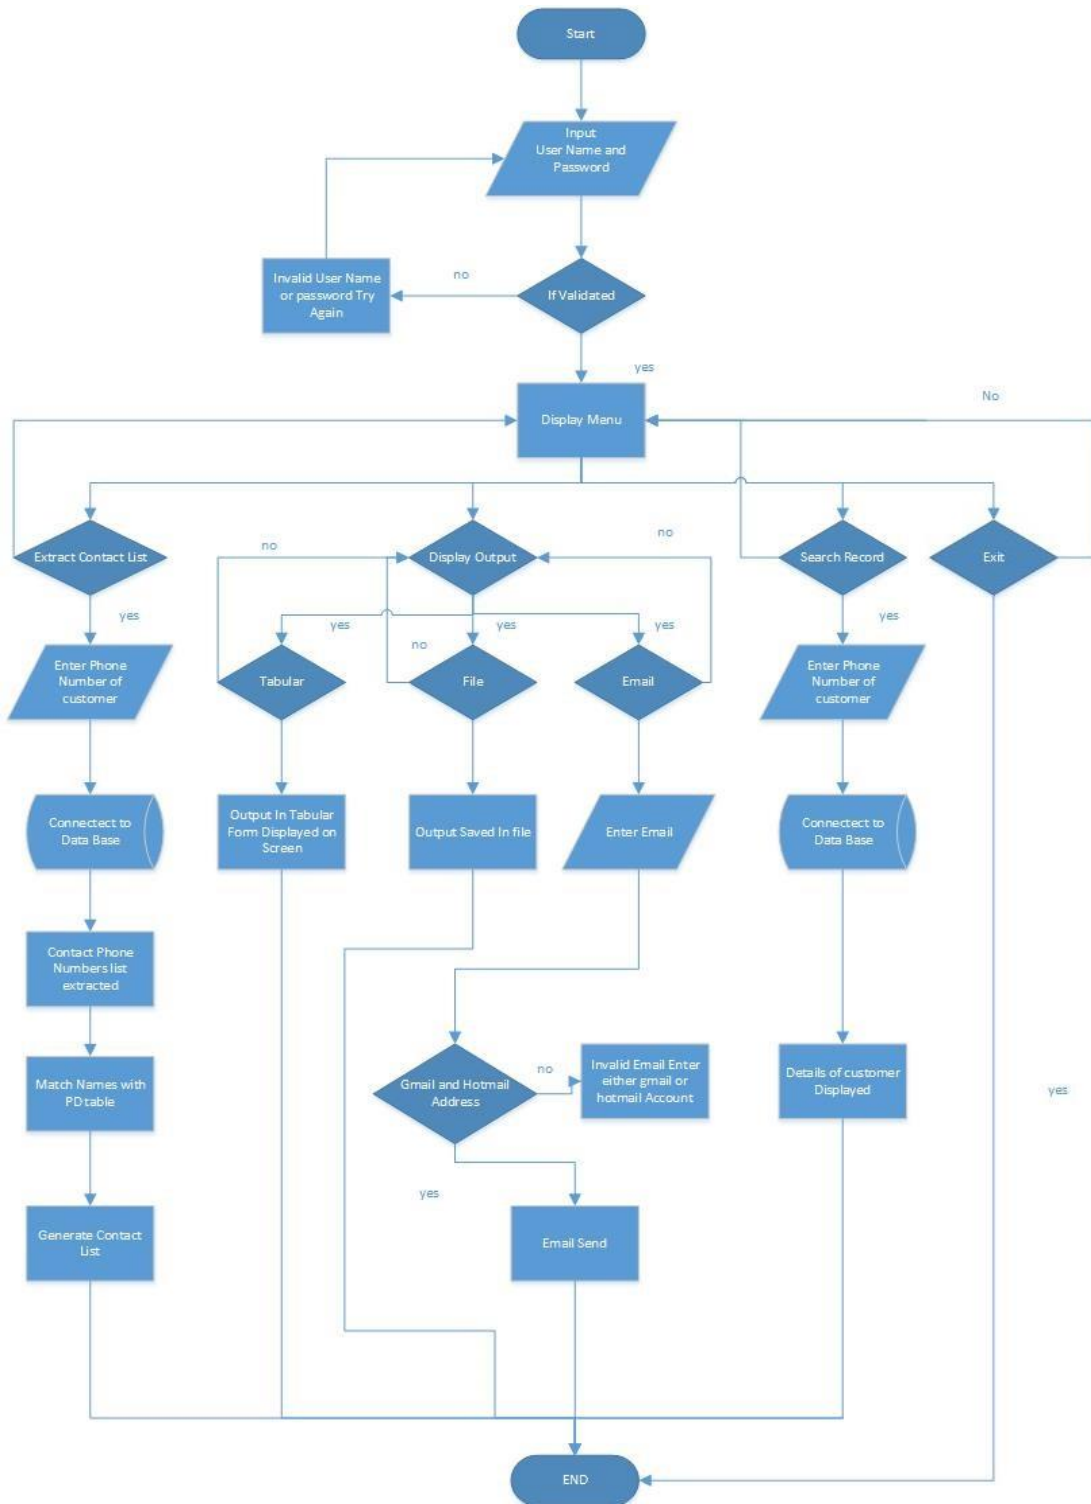 Start
Input
User Name and
Password
Invalid User Name
or password Try
Again
no
If Validated
yes
Display Menu
No
Extract Contact List
no
Display Output
no
Search Record
Exit
yes
yes
yes
yes
yes
no
Enter Phone
Number of
customer
Tabular
File
Email
Enter Phone
Number of
customer
Connectect to
Data Base
Output In Tabular
Form Displayed on
Screen
Output Saved In file
Enter Email
Connectect to
Data Base
Contact Phone
Numbers list
extracted
Match Names with
PD table
Gmail and Hotmail
Address
no
Invalid Email Enter
either gmail or
hotmail Account
Details of customer
Displayed
yes
yes
Generate Contact
List
Email Send
END